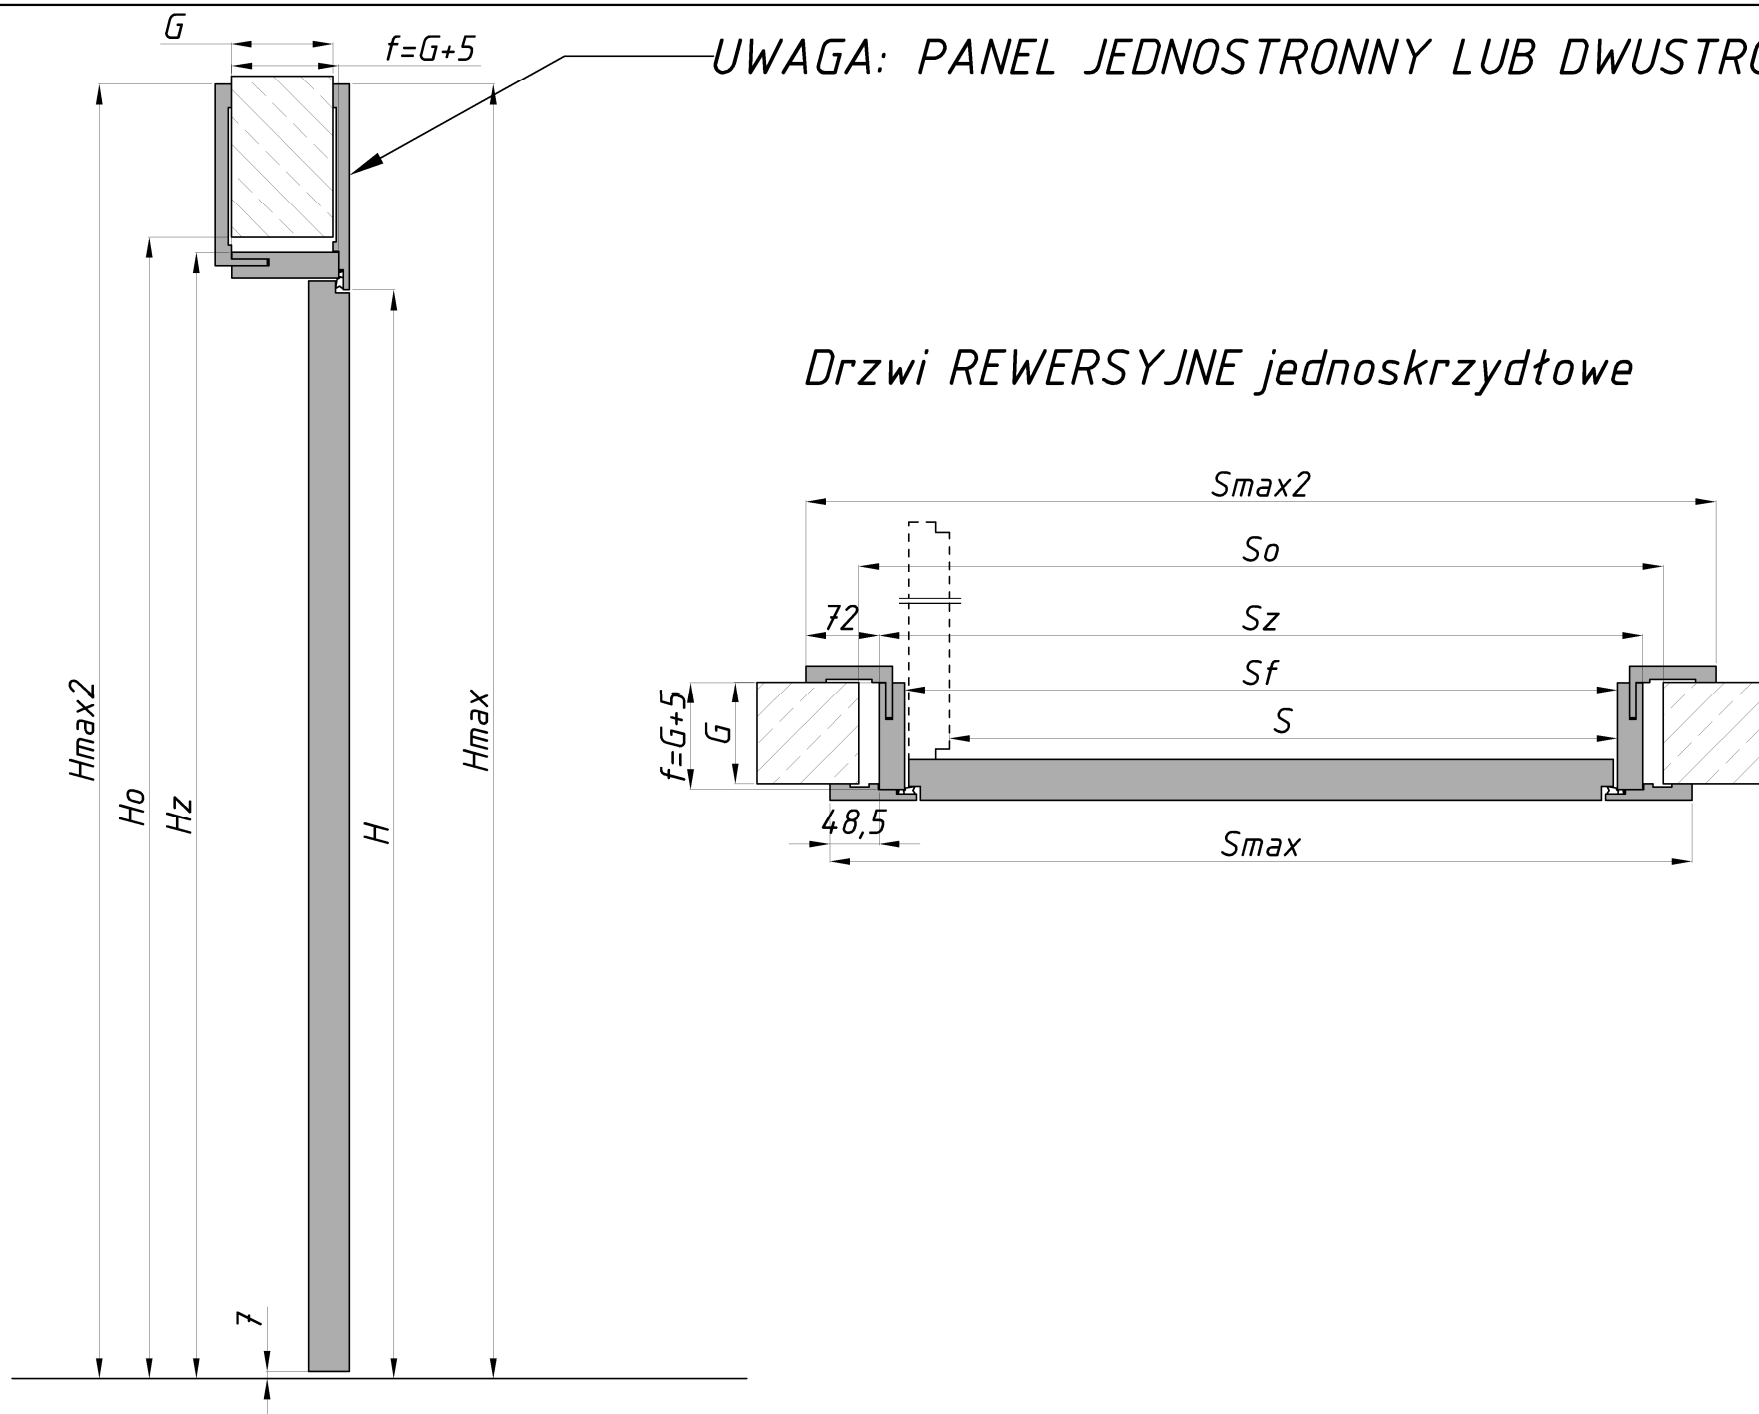 G
f=G+5
UWAGA: PANEL JEDNOSTRONNY LUB
Drzwi REWERSYJNE jednoskrzydłowe
Smax2
So
72
Sz
Sf
S
f=G+5
G
48,5
Smax
Hmax2
Ho
Hz
H
Hmax
7